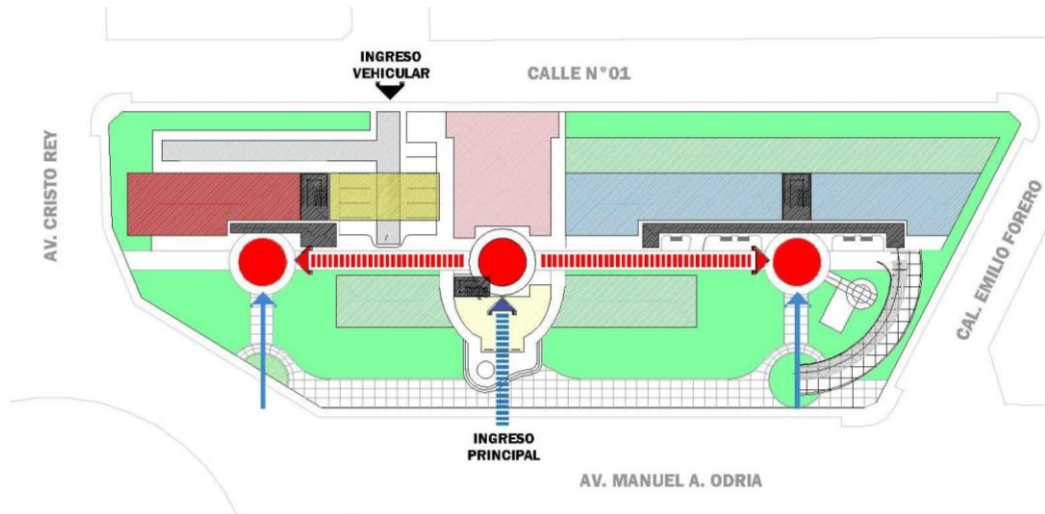 INGRESO
VEHICULAR
CALLE N°01
AV. CRISTO REY
CAL. EMILIO FORERO
INGRESO
PRINCIPAL
AV. MANUEL A. ODRIA